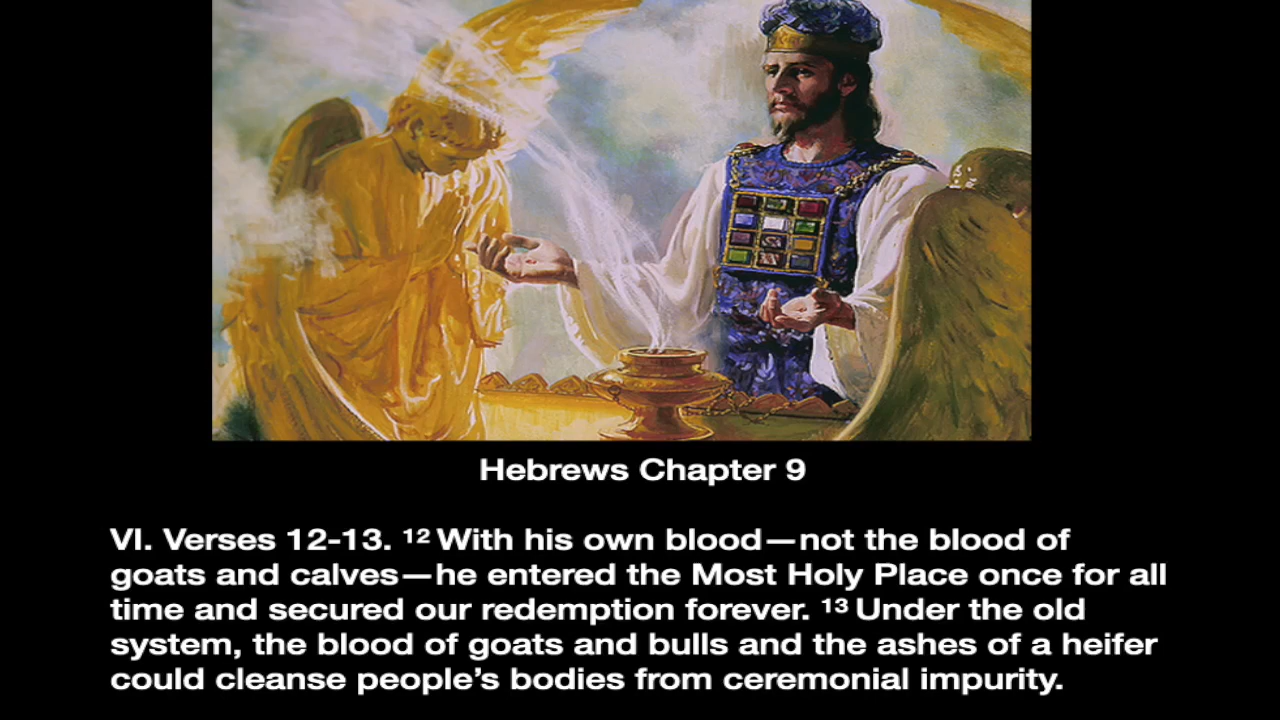 Hebrews Chapter 9
VI. Verses 12-13. ¹² With his own blood—not the blood of
goats and calves—he entered the Most Holy Place once for all
time and secured our redemption forever. ¹³ Under the old
system, the blood of goats and bulls and the ashes of a heifer
could cleanse people’s bodies from ceremonial impurity.